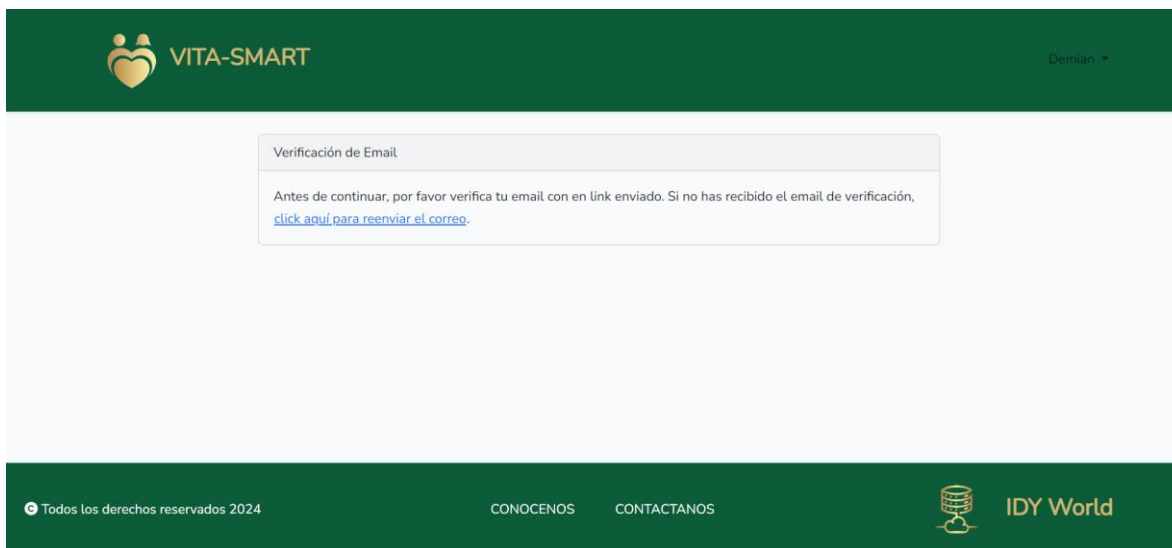 VITA-SMART
Demian
Verificación de Email
Antes de continuar, por favor verifica tu email con en link enviado. Si no has recibido el email de verificación,
click aquí para reenviar el correo.
Todos los derechos reservados 2024
CONOCENOS
CONTACTANOS
IDY World